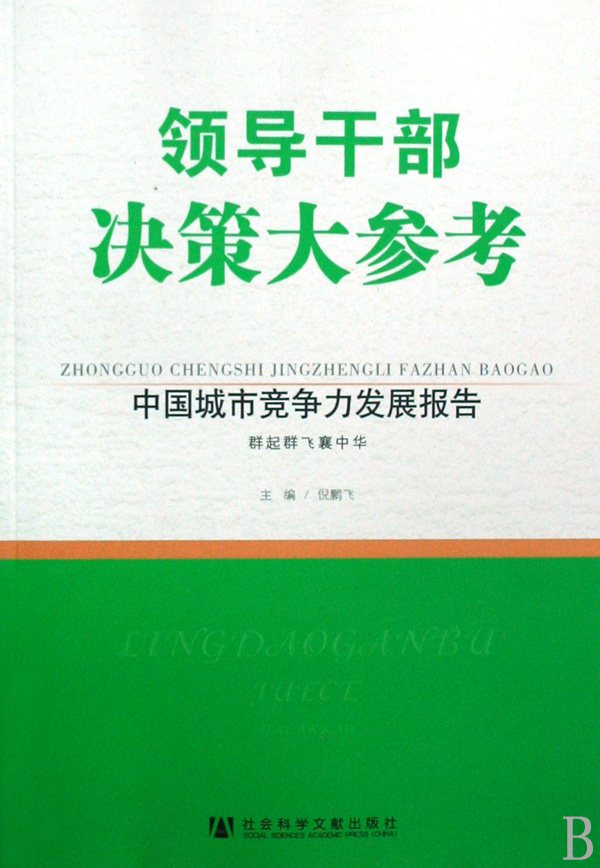 领导干部
决策大参考
ZHONGGUO CHENGSHI JINGZHENGLI FAZHAN BAOGAO
中国城市竞争力发展报告
群起群飞襄中华
主 编 / 倪鹏飞
LINGDAOGANBU
JUECE
DACANKAO
社会科学文献出版社
SOCIAL SCIENCES ACADEMIC PRESS (CHINA)
B